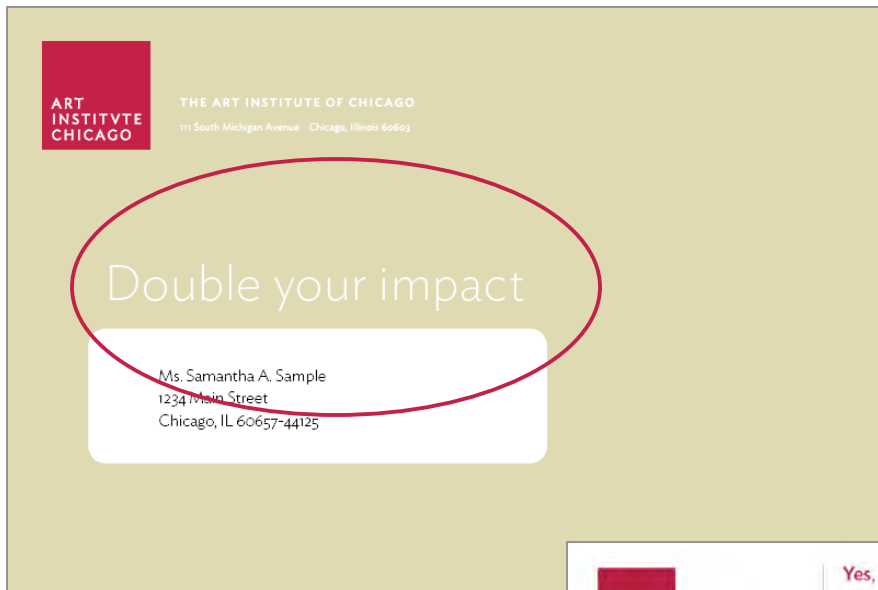 ART
INSTITVTE
CHICAGO
THE ART INSTITUTE OF CHICAGO
111 South Michigan Avenue Chicago, Illinois 60603
Double your impact
Ms. Samantha A. Sample
1234 Main Street
Chicago, IL 60657-44125
Yes,